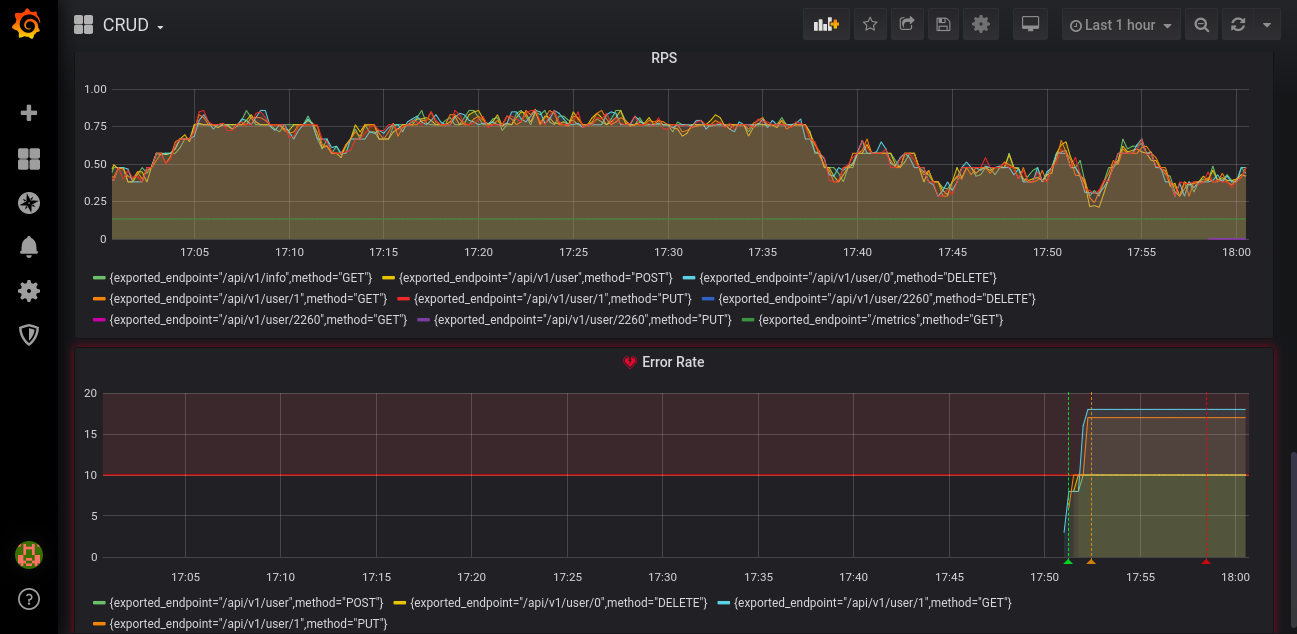 CRUD
Last 1 hour
RPS
1.00
0.75
0.50
0.25
0
17:05 17:10 17:15 17:20 17:25 17:30 17:35 17:40 17:45 17:50 17:55 18:00
{exported_endpoint="/api/v1/info",method="GET"} {exported_endpoint="/api/v1/user",method="POST"} {exported_endpoint="/api/v1/user/0",method="DELETE"}
{exported_endpoint="/api/v1/user/1",method="GET"} {exported_endpoint="/api/v1/user/1",method="PUT"} {exported_endpoint="/api/v1/user/2260",method="DELETE"}
{exported_endpoint="/api/v1/user/2260",method="GET"} {exported_endpoint="/api/v1/user/2260",method="PUT"} {exported_endpoint="/metrics",method="GET"}
Error Rate
20
15
10
5
0
17:05 17:10 17:15 17:20 17:25 17:30 17:35 17:40 17:45 17:50 17:55 18:00
{exported_endpoint="/api/v1/user",method="POST"} {exported_endpoint="/api/v1/user/0",method="DELETE"} {exported_endpoint="/api/v1/user/1",method="GET"}
{exported_endpoint="/api/v1/user/1",method="PUT"}